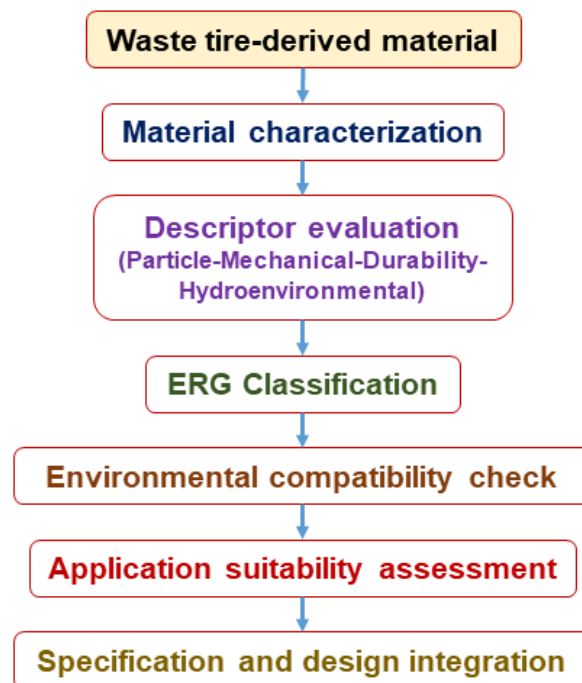 Waste tire-derived material
Material characterization
Descriptor evaluation
(Particle-Mechanical-Durability-
Hydroenvironmental)
ERG Classification
Environmental compatibility check
Application suitability assessment
Specification and design integration